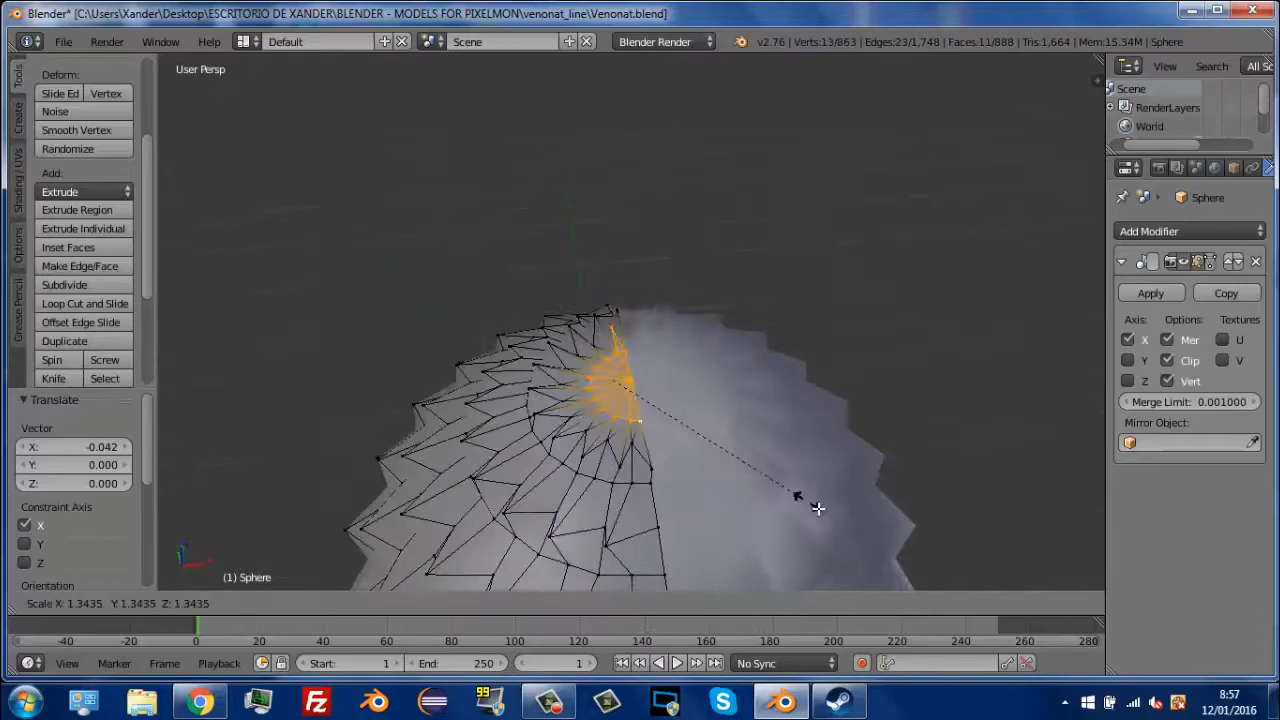 Blender* [C:\Users\Xander\Desktop\ESCRITORIO DE XANDER\BLENDER - MODELS FOR PIXELMON\venonat_line\Venonat.blend]
File Render Window Help Default Scene Blender Render v2.76 | Verts:13/863 | Edges:23/1,748 | Faces:11/888 | Tris:1,664 | Mem:15.34M | Sphere
User Persp
View Search All Sc
Tools
Create
Shading / UVs
Options
Grease Pencil
Deform:
Slide Ed Vertex
Noise
Smooth Vertex
Randomize
Add:
Extrude
Extrude Region
Extrude Individual
Inset Faces
Make Edge/Face
Subdivide
Loop Cut and Slide
Offset Edge Slide
Duplicate
Spin Screw
Knife Select
Translate
Vector
X: -0.042
Y: 0.000
Z: 0.000
Constraint Axis
X
Y
Z
Orientation
(1) Sphere
Scene
RenderLayers
World
Sphere
Add Modifier
Apply Copy
Axis: Options: Textures
X Mer U
Y Clip V
Z Vert
Merge Limit: 0.001000
Mirror Object:
Scale X: 1.3435 Y: 1.3435 Z: 1.3435
-40 -20 0 20 40 60 80 100 120 140 160 180 200 220 240 260 280
View Marker Frame Playback Start: 1 End: 250 1 No Sync
99
8:57
12/01/2016